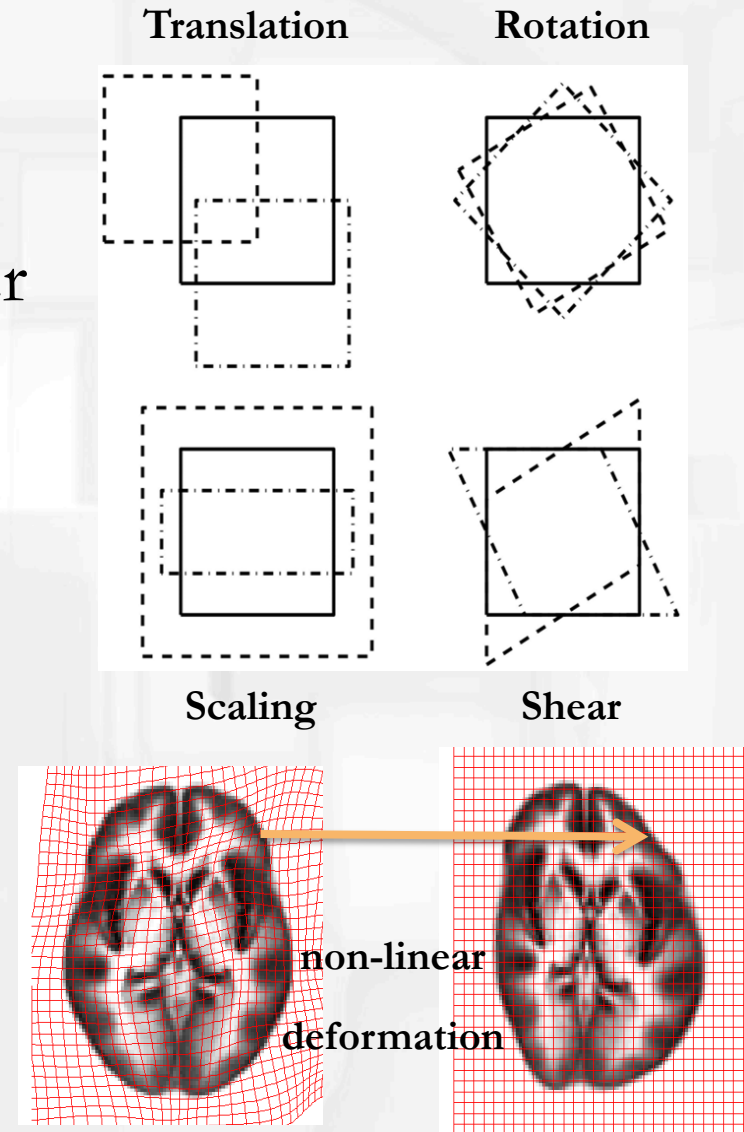 Translation Rotation
r
Scaling Shear
non-linear
deformation